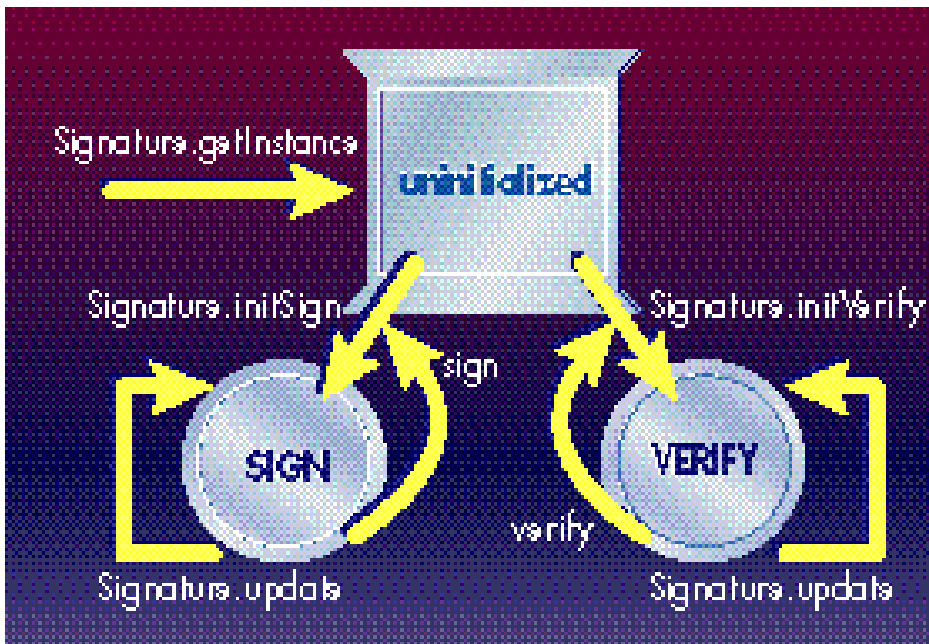 Signature.getInstance
uninitialized
Signature.initSign
Signature.initVerify
sign
SIGN
VERIFY
verify
Signature.update
Signature.update